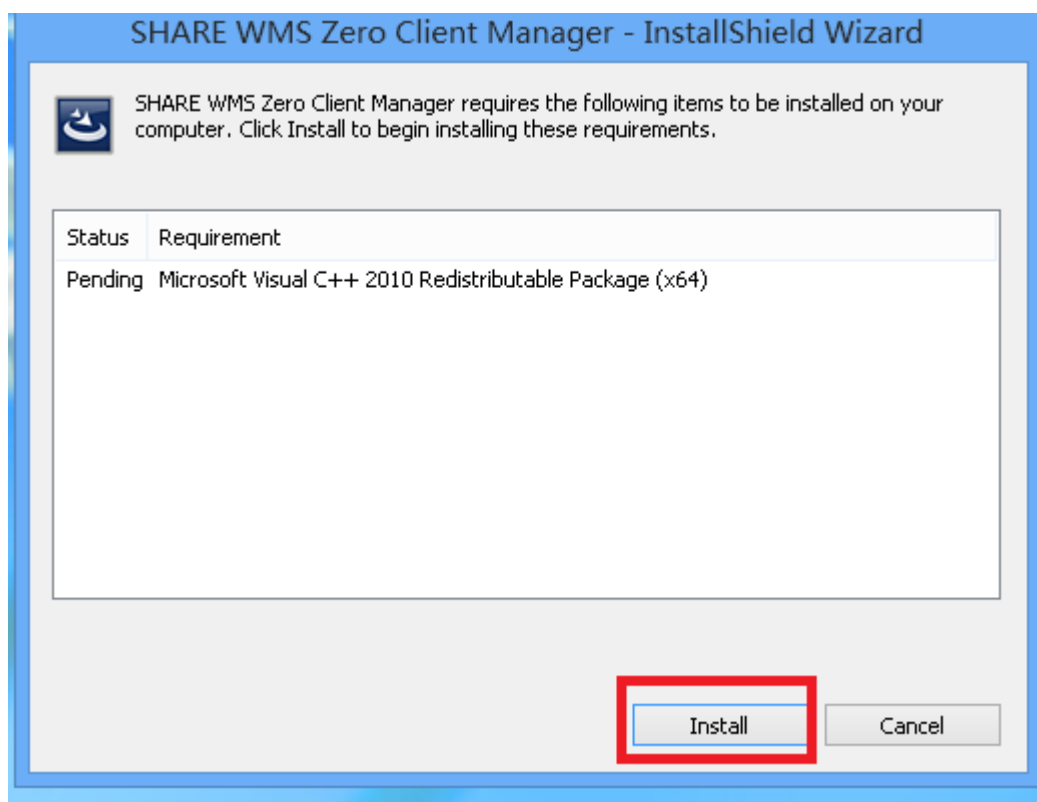 SHARE WMS Zero Client Manager - InstallShield Wizard
SHARE WMS Zero Client Manager requires the following items to be installed on your
computer. Click Install to begin installing these requirements.
Status Requirement
Pending Microsoft Visual C++ 2010 Redistributable Package (x64)
Install Cancel